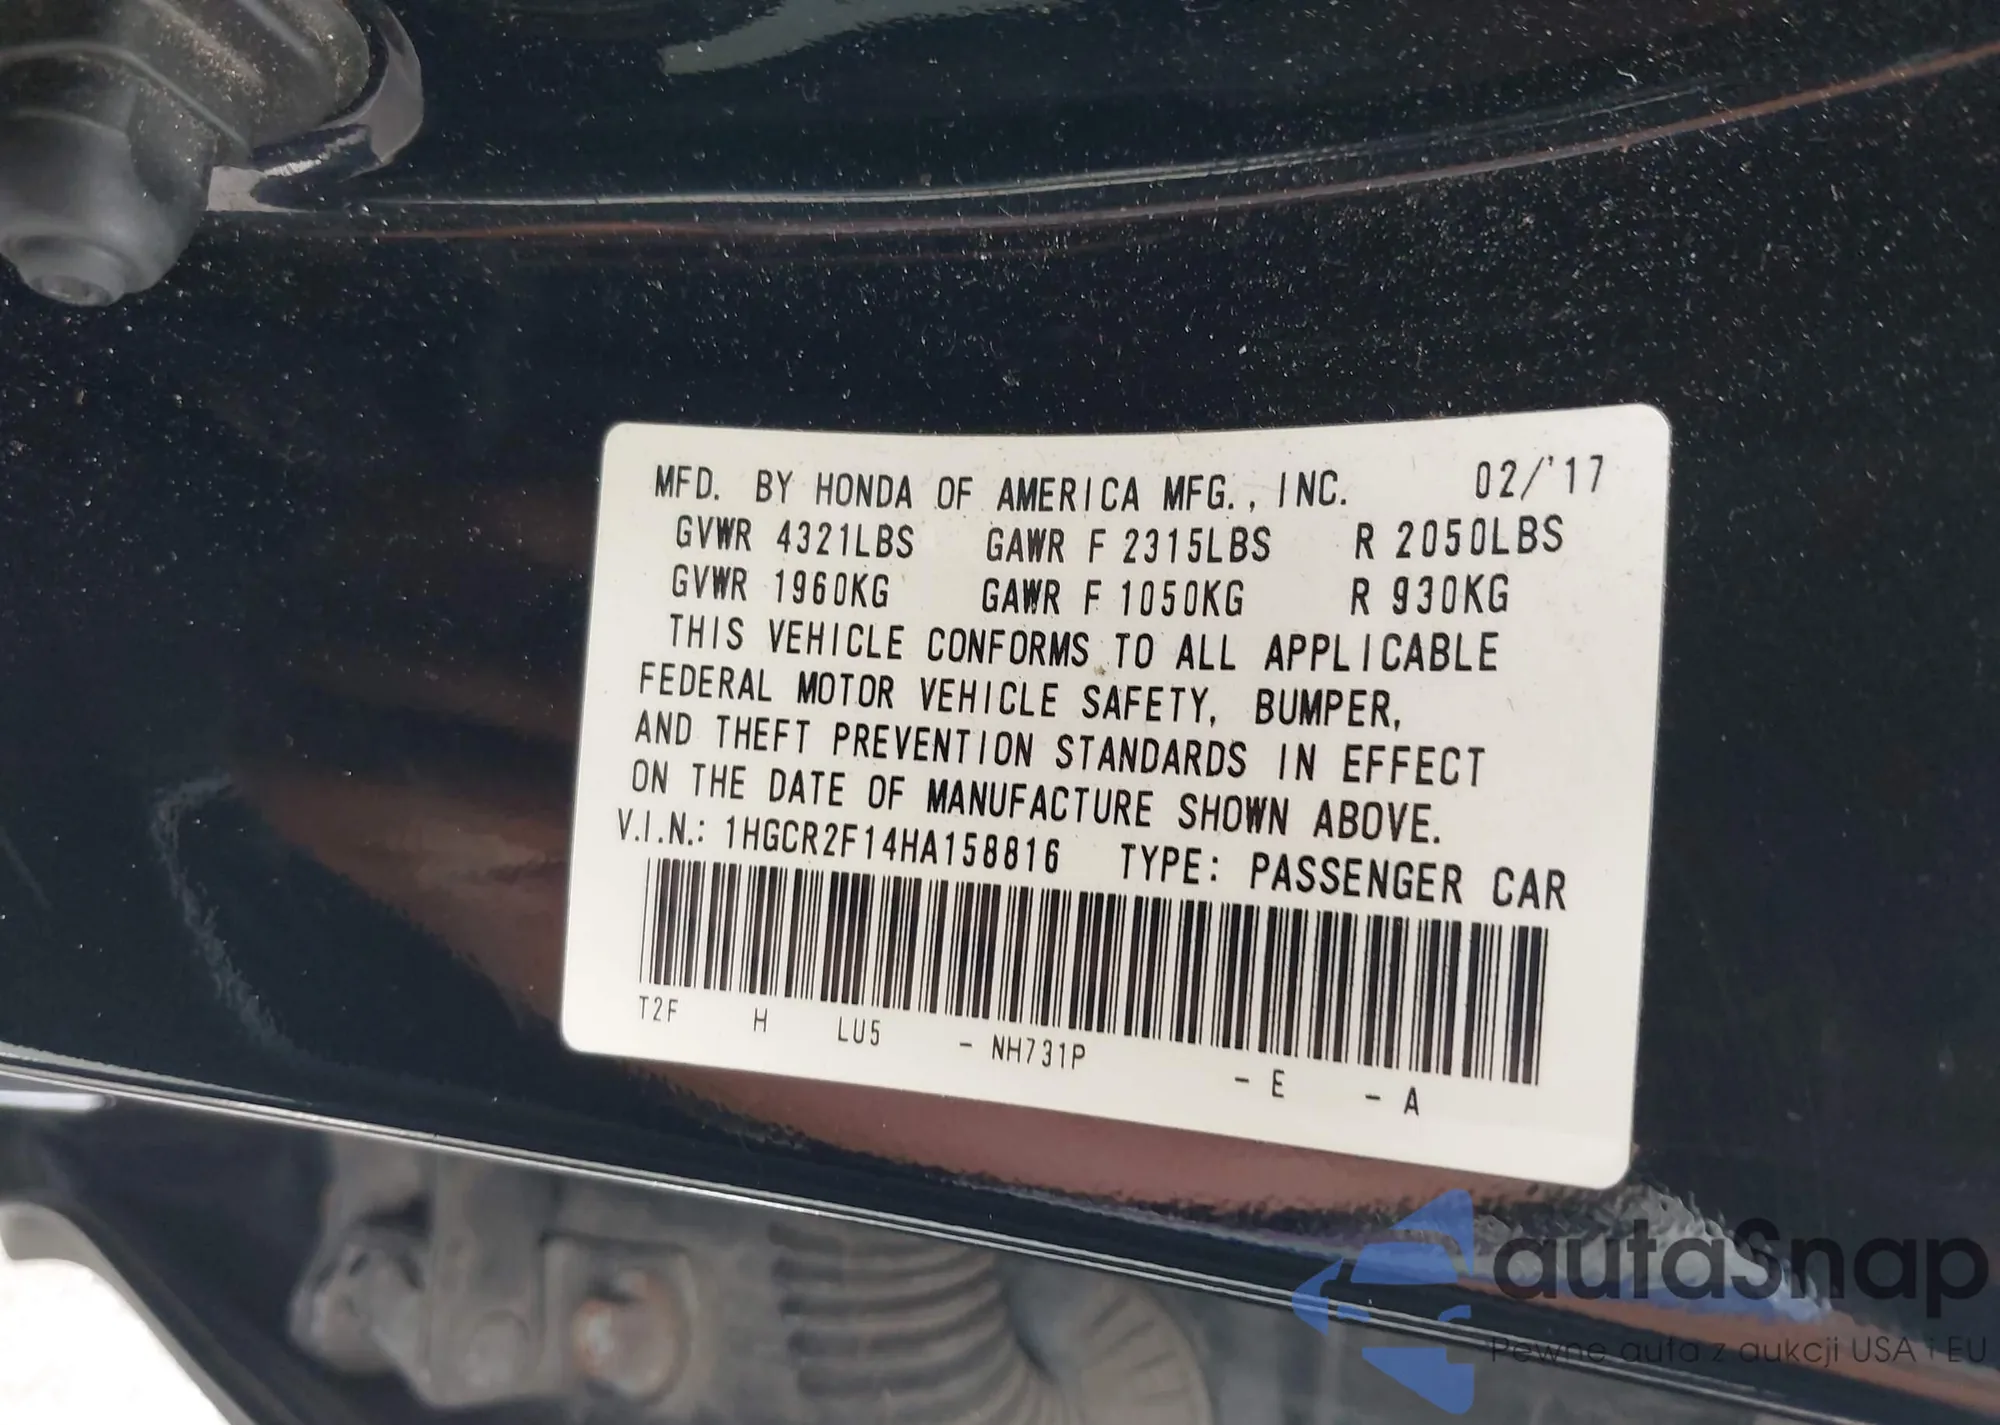 MFD. BY HONDA OF AMERICA MFG., INC. 02/'17
GVWR 4321LBS GAWR F 2315LBS R 2050LBS
GVWR 1960KG GAWR F 1050KG R 930KG
THIS VEHICLE CONFORMS TO ALL APPLICABLE
FEDERAL MOTOR VEHICLE SAFETY, BUMPER,
AND THEFT PREVENTION STANDARDS IN EFFECT
ON THE DATE OF MANUFACTURE SHOWN ABOVE.
V.I.N.: 1HGCR2F14HA158816 TYPE: PASSENGER CAR
T2F H LU5 - NH731P - E - A
autaSnap
Pewne auta z aukcji USA i EU